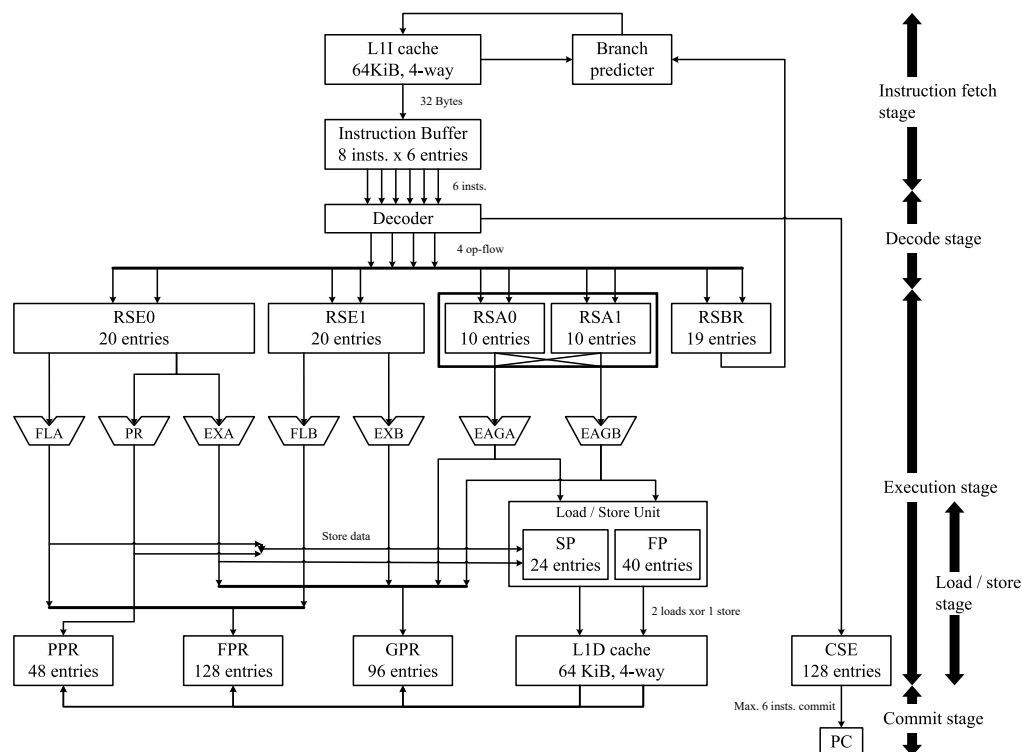 L1I cache
64KiB, 4-way
Branch
predicter
Instruction fetch
stage
32 Bytes
Instruction Buffer
8 insts. x 6 entries
6 insts.
Decoder
Decode stage
4 op-flow
RSE0
20 entries
RSE1
20 entries
RSA0
10 entries
RSA1
10 entries
RSBR
19 entries
FLA
PR
EXA
FLB
EXB
EAGA
EAGB
Execution stage
Load / Store Unit
Store data
SP
24 entries
FP
40 entries
Load / store
stage
2 loads xor 1 store
PPR
48 entries
FPR
128 entries
GPR
96 entries
L1D cache
64 KiB, 4-way
CSE
128 entries
Max. 6 insts. commit
Commit stage
PC